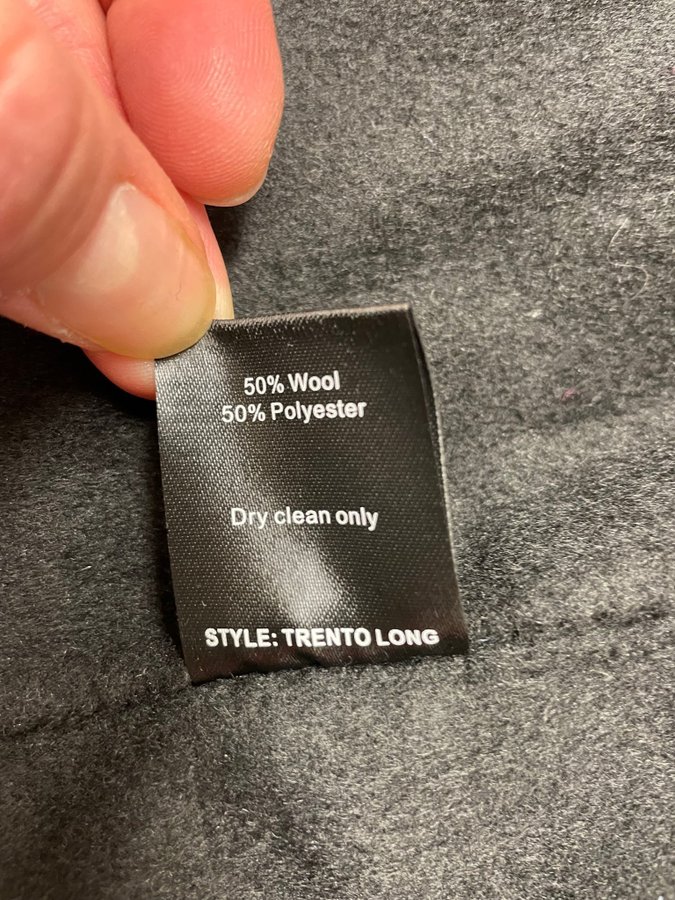 50% Wool
50% Polyester
Dry clean only
STYLE: TRENTO LONG